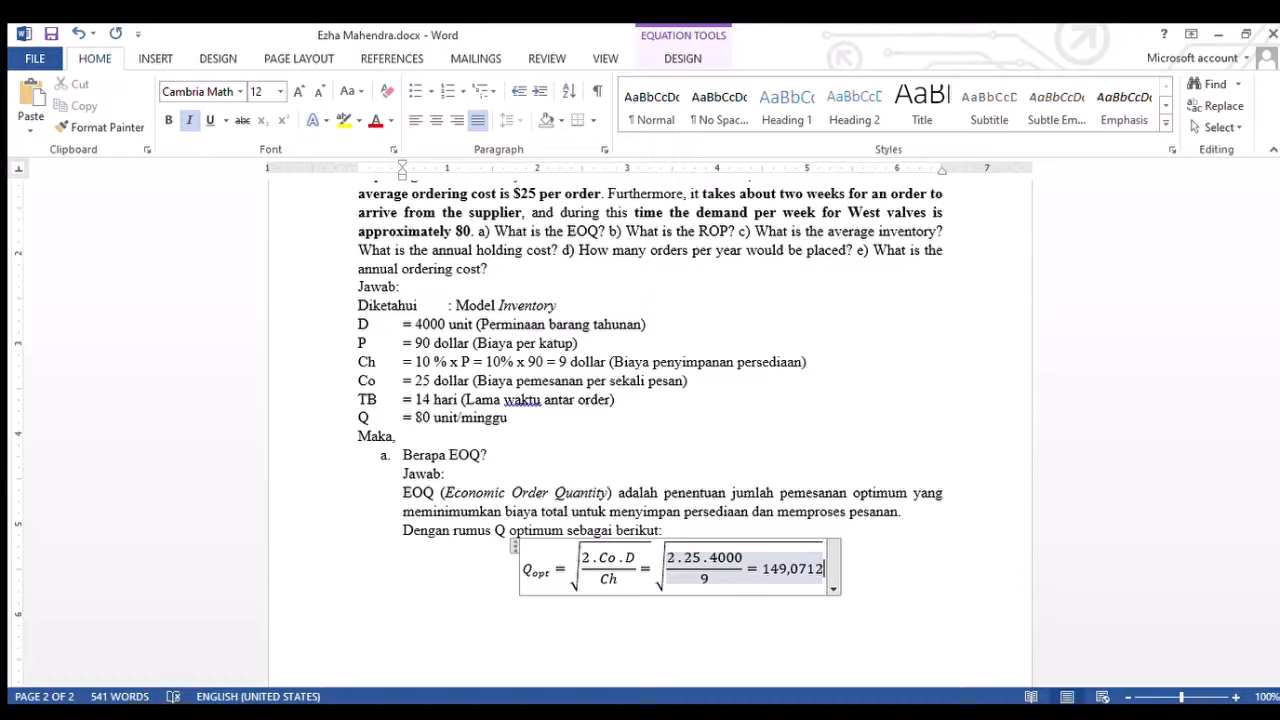 Ezha Mahendra.docx - Word
EQUATION TOOLS
FILE HOME INSERT DESIGN PAGE LAYOUT REFERENCES MAILINGS REVIEW VIEW DESIGN Microsoft account
Paste
Cut
Copy
Format Painter
Clipboard
Cambria Math 12
Font
Paragraph
AaBbCcDc AaBbCcDc AaBbCc AaBbCcD AaBl AaBbCcD AaBbCcDc AaBbCcDc
¶ Normal ¶ No Spac... Heading 1 Heading 2 Title Subtitle Subtle Em... Emphasis
Styles
Find
Replace
Select
Editing
1 1 2 3 4 5 6 7
average ordering cost is $25 per order. Furthermore, it takes about two weeks for an order to
arrive from the supplier, and during this time the demand per week for West valves is
approximately 80. a) What is the EOQ? b) What is the ROP? c) What is the average inventory?
What is the annual holding cost? d) How many orders per year would be placed? e) What is the
annual ordering cost?
Jawab:
Diketahui : Model Inventory
D = 4000 unit (Perminaan barang tahunan)
P = 90 dollar (Biaya per katup)
Ch = 10 % x P = 10% x 90 = 9 dollar (Biaya penyimpanan persediaan)
Co = 25 dollar (Biaya pemesanan per sekali pesan)
TB = 14 hari (Lama waktu antar order)
Q = 80 unit/minggu
Maka,
a. Berapa EOQ?
Jawab:
EOQ (Economic Order Quantity) adalah penentuan jumlah pemesanan optimum yang
meminimumkan biaya total untuk menyimpan persediaan dan memproses pesanan.
Dengan rumus Q optimum sebagai berikut:
Q_opt = √(2 . Co . D / Ch) = √(2 . 25 . 4000 / 9 = 149,0712)
PAGE 2 OF 2 541 WORDS ENGLISH (UNITED STATES) 100%